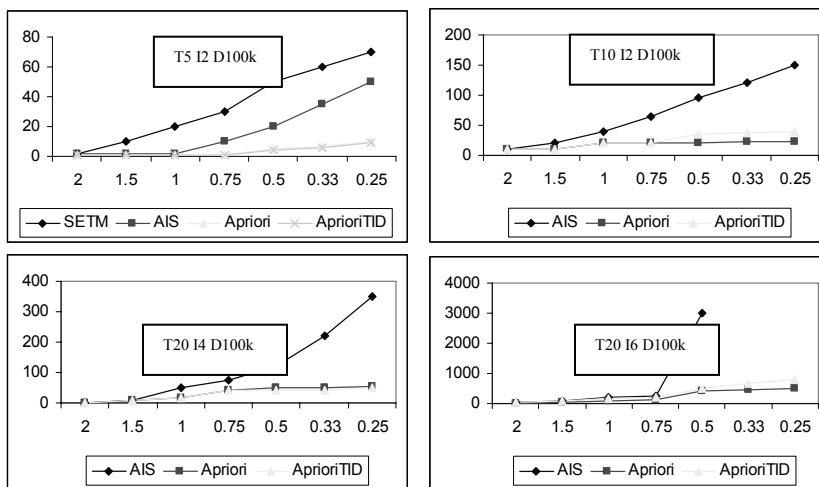 80
60
40
20
0
T5 I2 D100k
2 1.5 1 0.75 0.5 0.33 0.25
SETM AIS Apriori AprioriTID
200
150
100
50
0
T10 I2 D100k
2 1.5 1 0.75 0.5 0.33 0.25
AIS Apriori AprioriTID
400
300
200
100
0
T20 I4 D100k
2 1.5 1 0.75 0.5 0.33 0.25
AIS Apriori AprioriTID
4000
3000
2000
1000
0
T20 I6 D100k
2 1.5 1 0.75 0.5 0.33 0.25
AIS Apriori AprioriTID